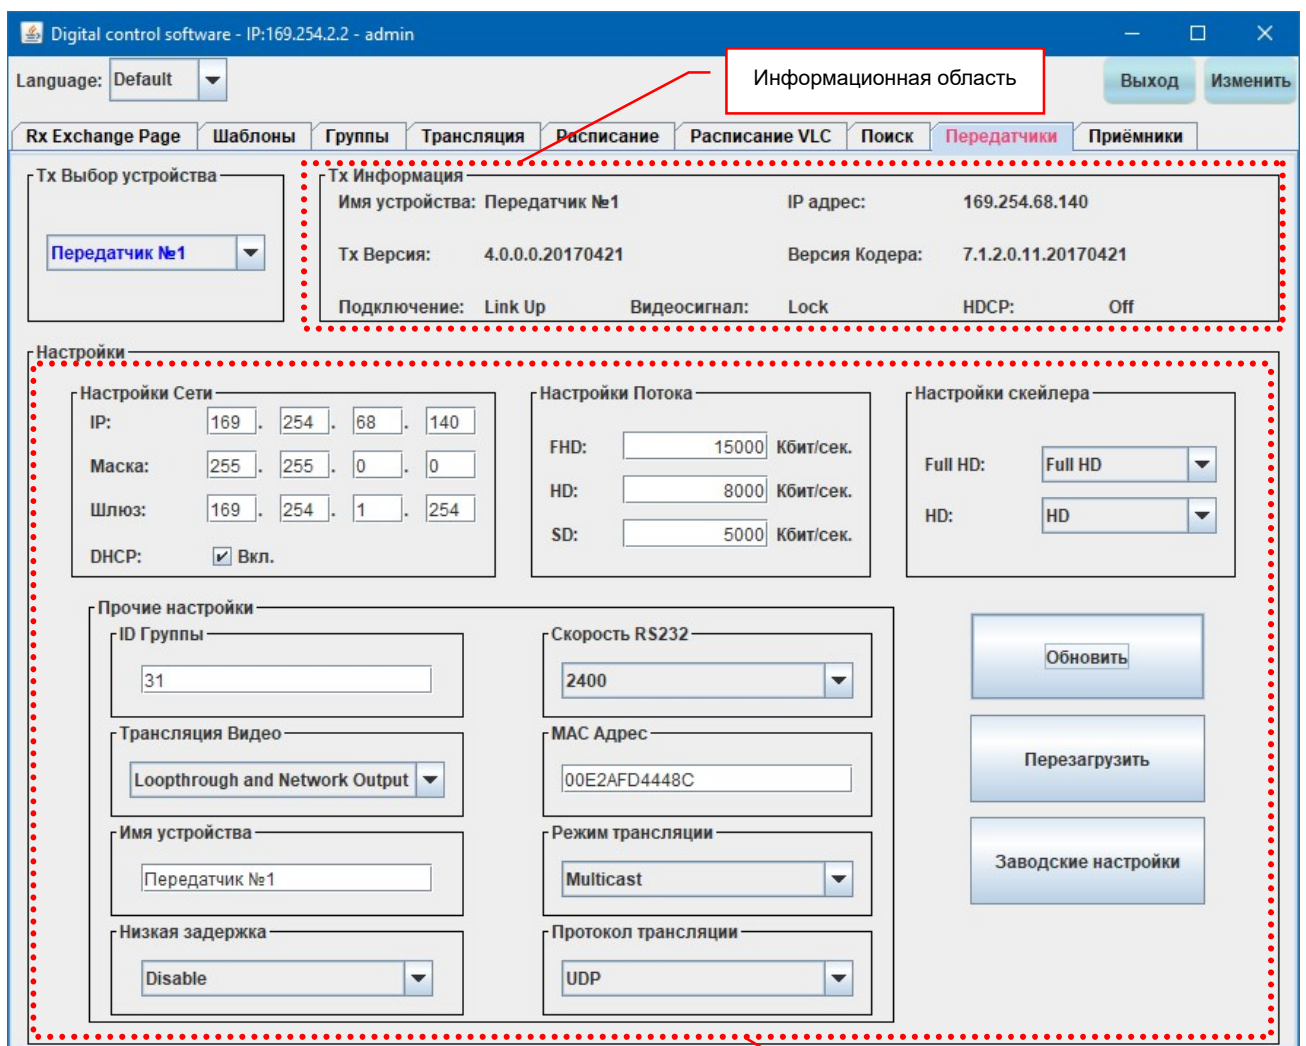 Digital control software - IP:169.254.2.2 - admin
Language: Default
Информационная область
Выход Изменить
Rx Exchange Page Шаблоны Группы Трансляция Расписание Расписание VLC Поиск Передатчики Приёмники
Tx Выбор устройства
Передатчик №1
Tx Информация
Имя устройства: Передатчик №1 IP адрес: 169.254.68.140
Tx Версия: 4.0.0.0.20170421 Версия Кодера: 7.1.2.0.11.20170421
Подключение: Link Up Видеосигнал: Lock HDCP: Off
Настройки
Настройки Сети
IP: 169 . 254 . 68 . 140
Маска: 255 . 255 . 0 . 0
Шлюз: 169 . 254 . 1 . 254
DHCP: Вкл.
Настройки Потока
FHD: 15000 Кбит/сек.
HD: 8000 Кбит/сек.
SD: 5000 Кбит/сек.
Настройки скейлера
Full HD: Full HD
HD: HD
Прочие настройки
ID Группы
31
Скорость RS232
2400
Трансляция Видео
Loopthrough and Network Output
MAC Адрес
00E2AFD4448C
Имя устройства
Передатчик №1
Режим трансляции
Multicast
Низкая задержка
Disable
Протокол трансляции
UDP
Обновить
Перезагрузить
Заводские настройки